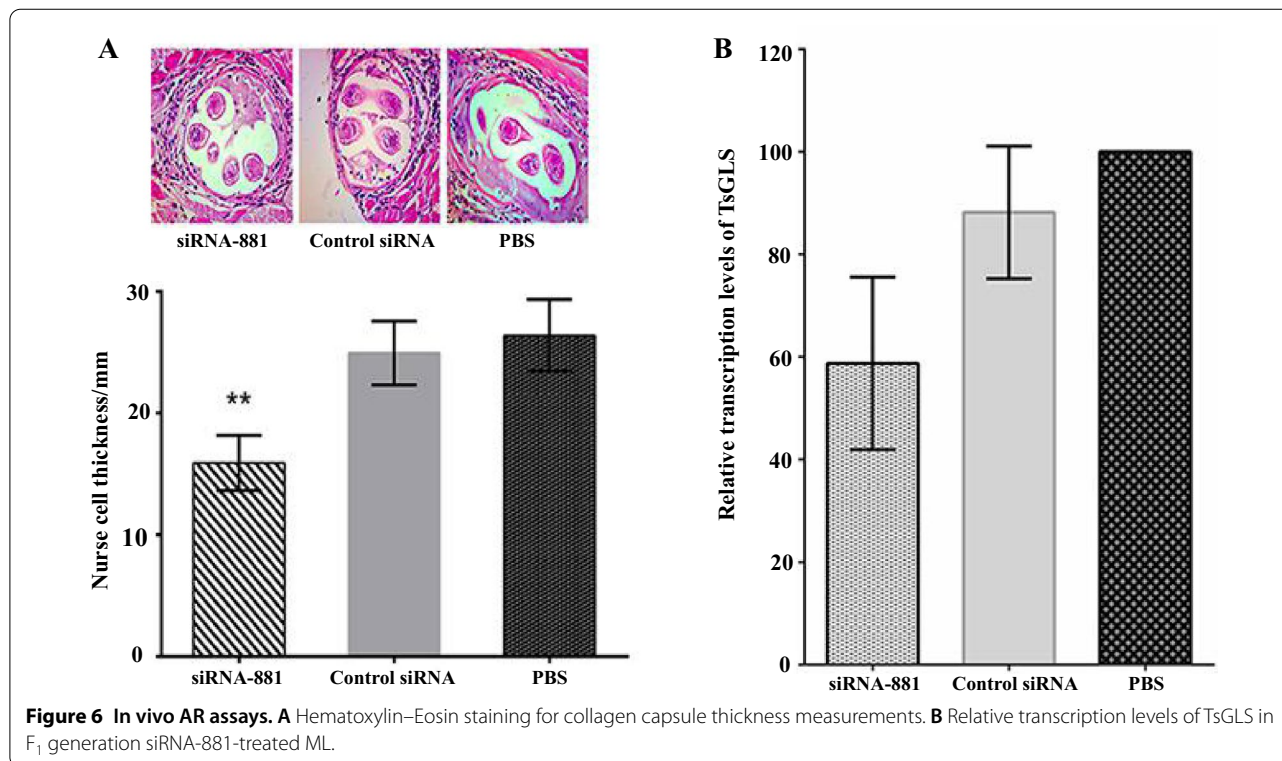 A
siRNA-881 Control siRNA PBS
Nurse cell thickness/mm
30
20
10
0
**
siRNA-881 Control siRNA PBS
B
Relative transcription levels of TsGLS
120
100
80
60
40
20
0
siRNA-881 Control siRNA PBS
Figure 6 In vivo AR assays. A Hematoxylin–Eosin staining for collagen capsule thickness measurements. B Relative transcription levels of TsGLS in
F₁ generation siRNA-881-treated ML.